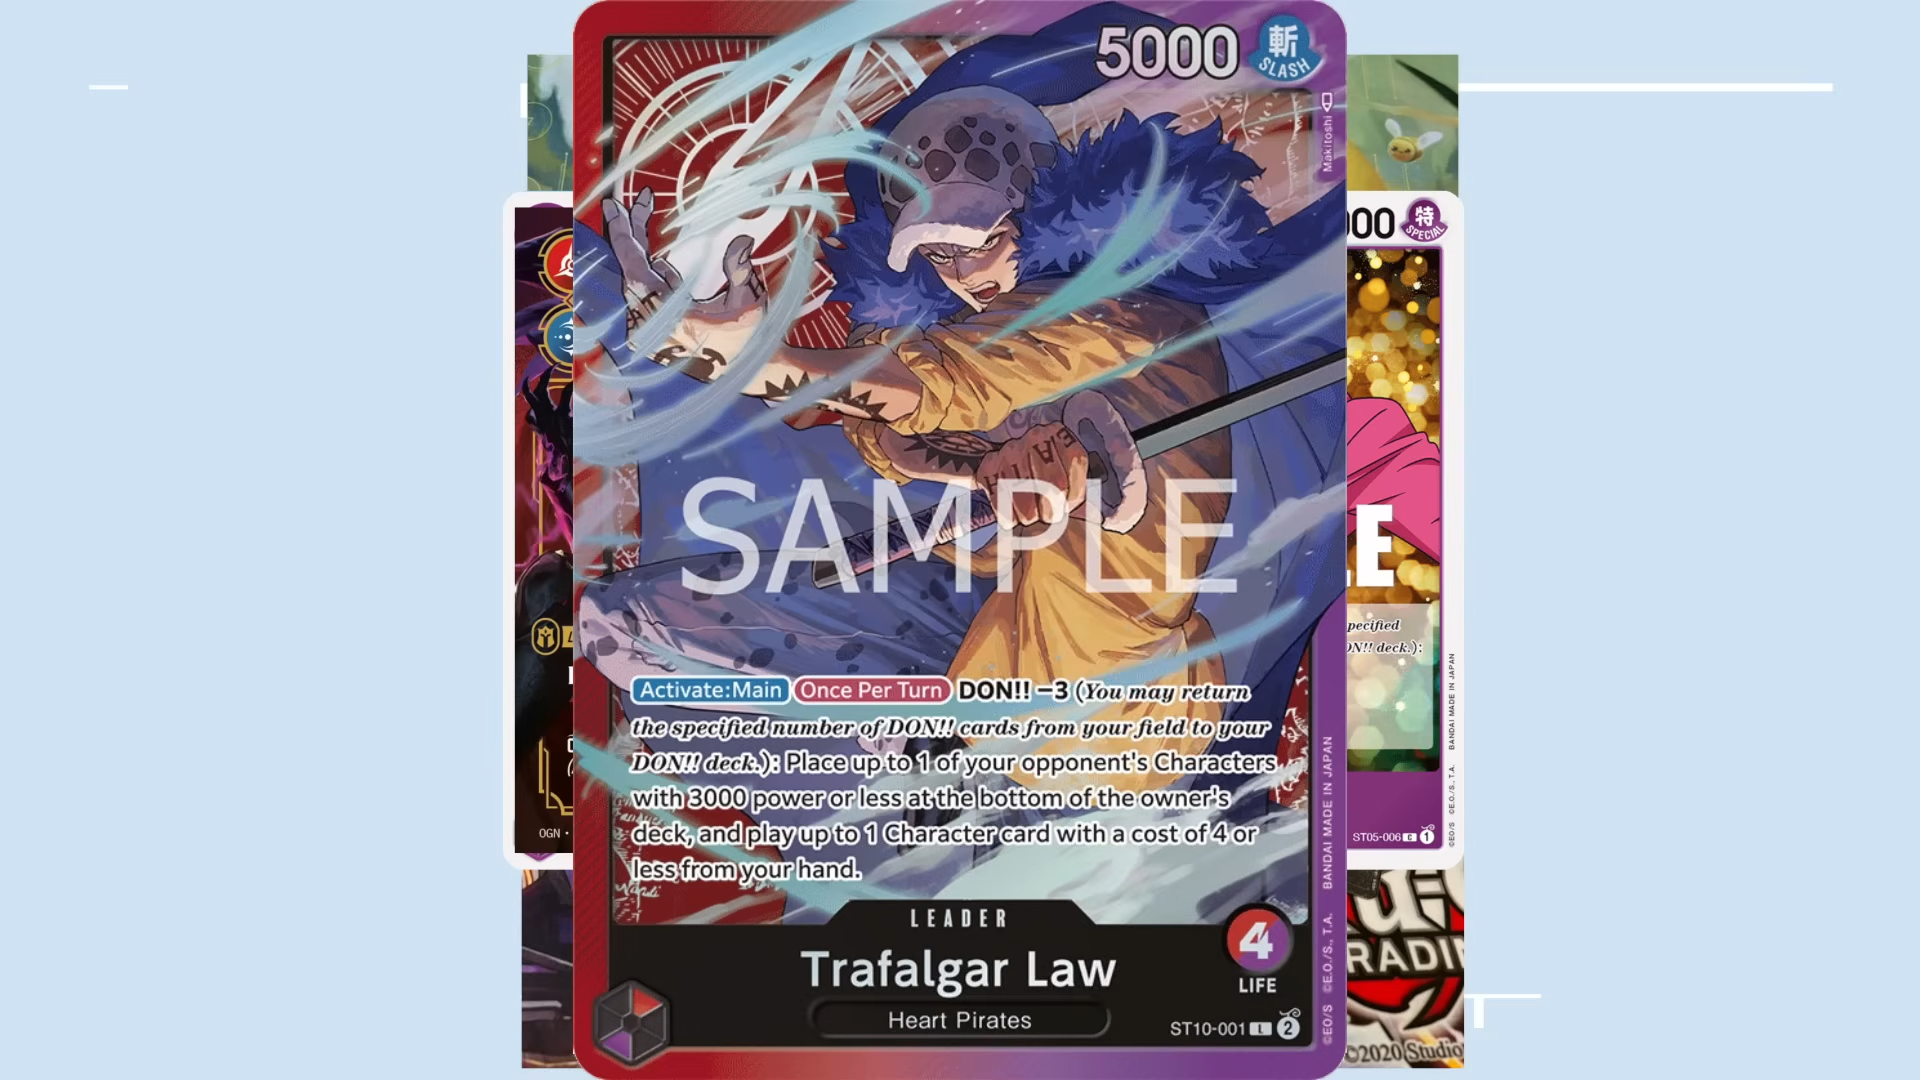 5000
斬
SLASH
Makitoshi
000
特
SPECIAL
SAMPLE
E
Activate:Main Once Per Turn DON!! −3 (You may return
the specified number of DON!! cards from your field to your
DON!! deck.): Place up to 1 of your opponent's Characters
with 3000 power or less at the bottom of the owner's
deck, and play up to 1 Character card with a cost of 4 or
less from your hand.
pecified
ON!! deck.):
LEADER
Trafalgar Law
4
LIFE
Heart Pirates
ST10-001 L 2
©EO/S ©E.O./S., T.A. BANDAI MADE IN JAPAN
OGN •
ST05-006 C 1
©EO/S ©E.O./S., T.A. BANDAI MADE IN JAPAN
RADI
©2020 Studio